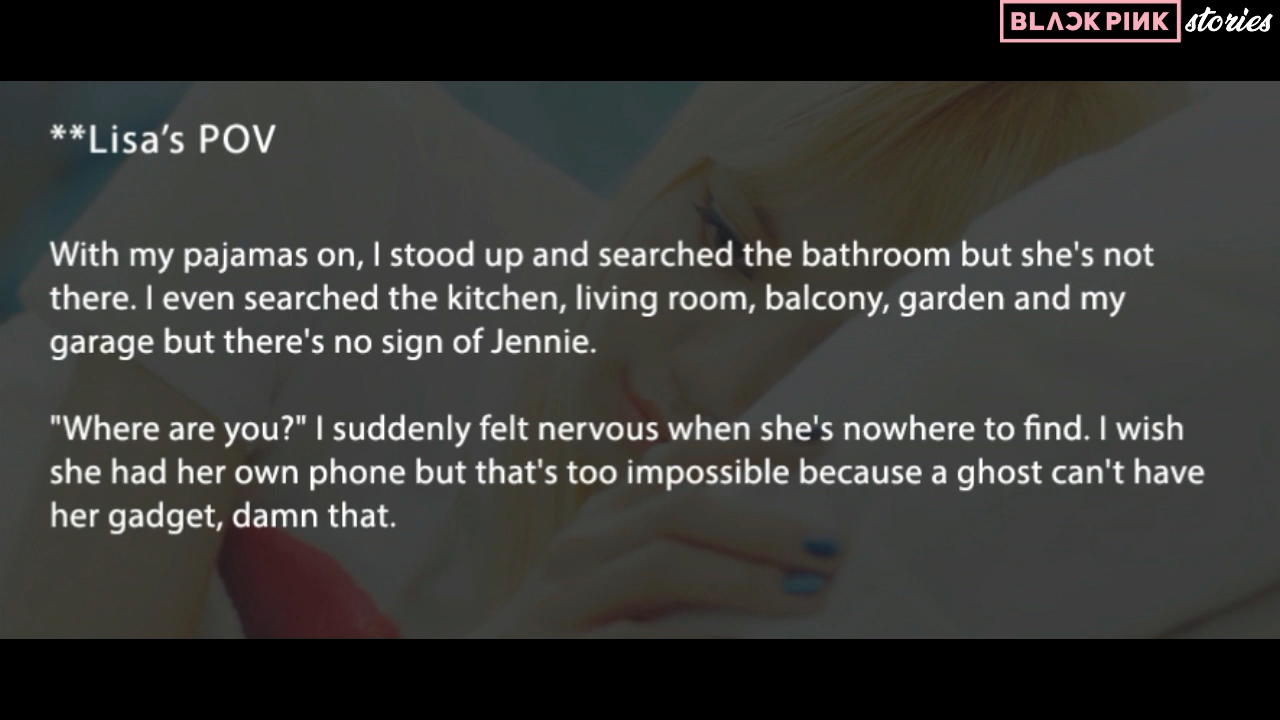 BLACKPINK stories
**Lisa’s POV
With my pajamas on, I stood up and searched the bathroom but she's not
there. I even searched the kitchen, living room, balcony, garden and my
garage but there's no sign of Jennie.
"Where are you?" I suddenly felt nervous when she's nowhere to find. I wish
she had her own phone but that's too impossible because a ghost can't have
her gadget, damn that.